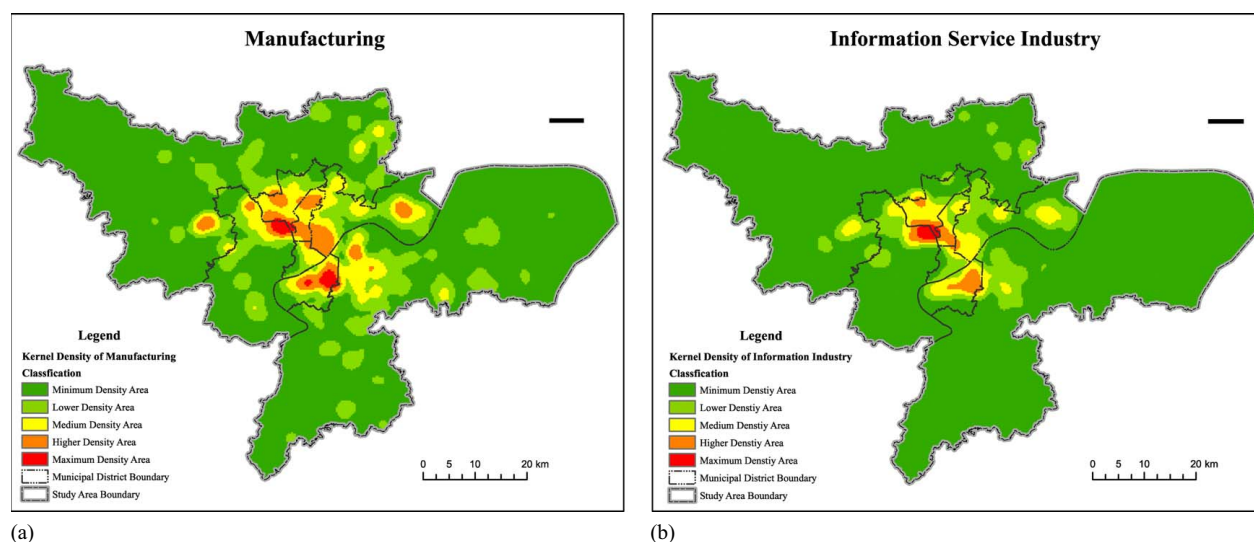 Manufacturing
Legend
Kernel Density of Manufacturing
Classfication
Minimum Density Area
Lower Density Area
Medium Density Area
Higher Density Area
Maximum Density Area
Municipal District Boundary
Study Area Boundary
0 5 10 20 km
(a)
Information Service Industry
Legend
Kernel Density of Information Industry
Classfication
Minimum Denstiy Area
Lower Denstiy Area
Medium Denstiy Area
Higher Denstiy Area
Maximum Denstiy Area
Municipal District Boundary
Study Area Boundary
0 5 10 20 km
(b)